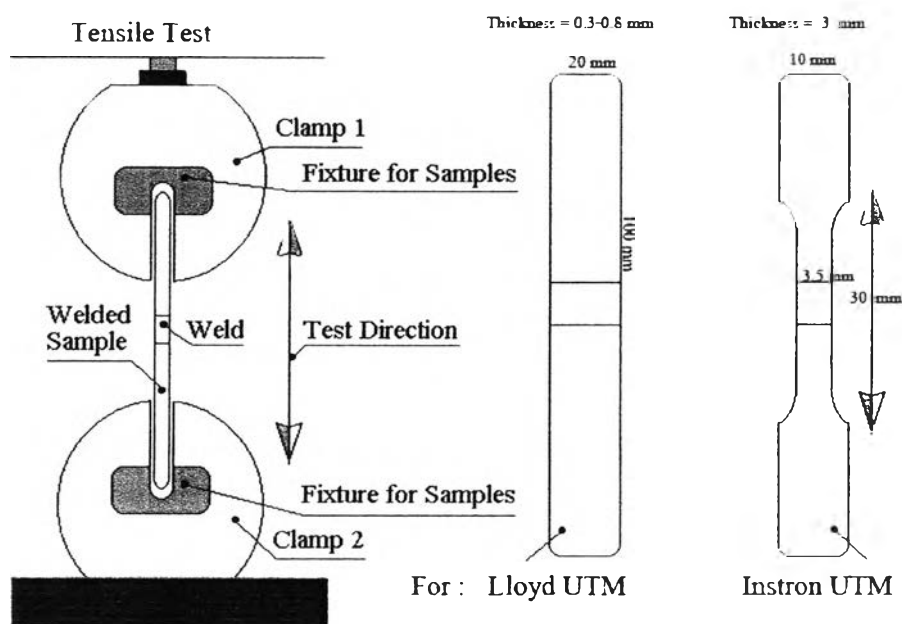 Tensile Test
Clamp 1
Fixture for Samples
Welded
Sample
Weld
Test Direction
Fixture for Samples
Clamp 2
Thickness = 0.3-0.8 mm
20 mm
100 mm
Thickness = 3 mm
10 mm
3.5 mm
30 mm
For : Lloyd UTM
Instron UTM